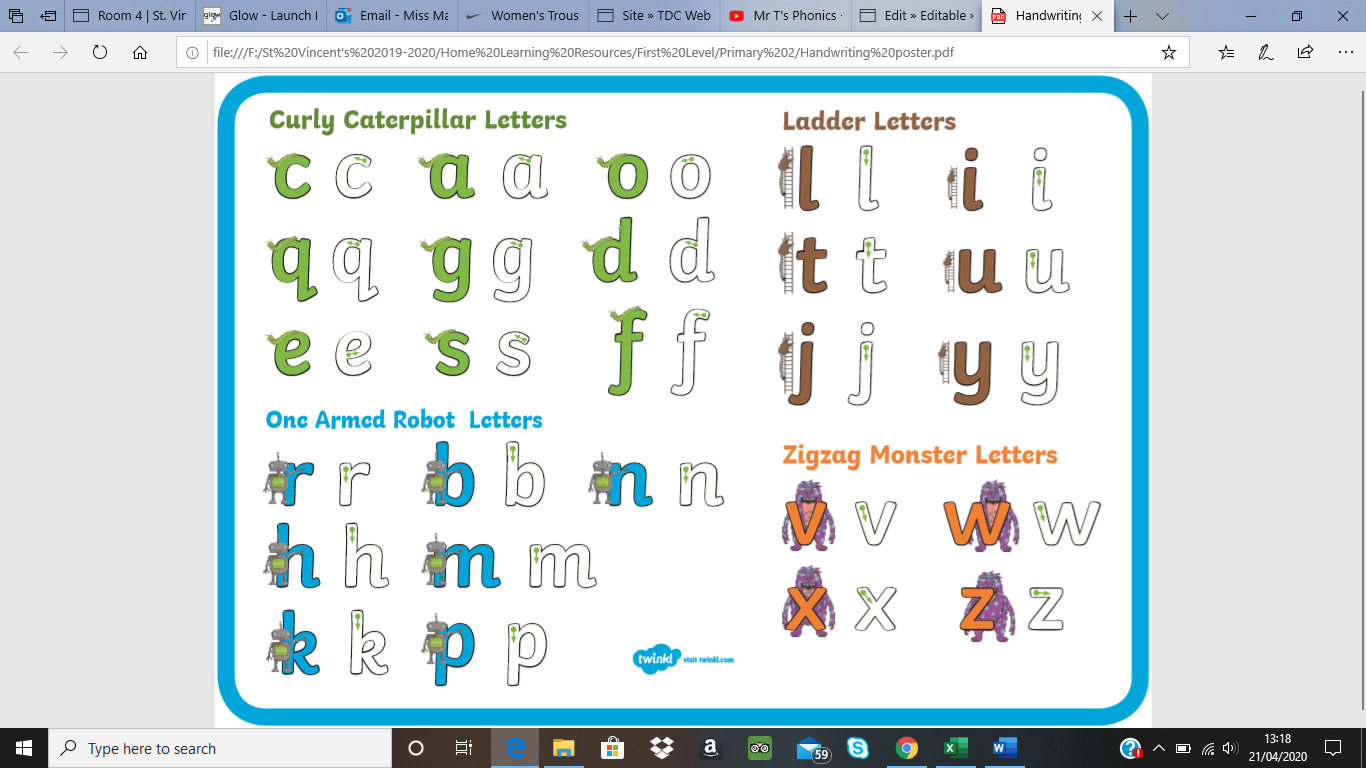 Room 4 | St. Vir
Glow - Launch
Email - Miss Ma
Women's Trous
Site » TDC Web
Mr T's Phonics
Edit » Editable
Handwriting
file:///F:/St%20Vincent's%202019-2020/Home%20Learning%20Resources/First%20Level/Primary%202/Handwriting%20poster.pdf
Curly Caterpillar Letters
c c a a o o
q q g g d d
e e s s f f
One Armed Robot Letters
r r b b n n
h h m m
k k p p
Ladder Letters
l l i i
t t u u
j j y y
Zigzag Monster Letters
v v w w
x x z z
twinkl visit twinkl.com
Type here to search
59
13:18
21/04/2020